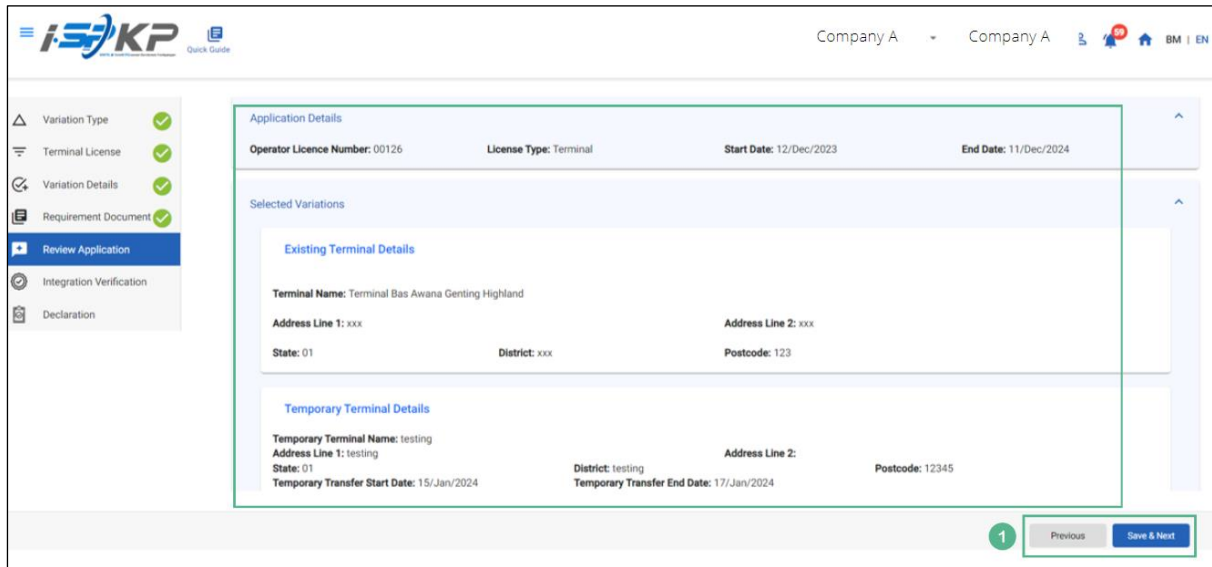 iSPKP
Quick Guide
Company A
Company A
59
BM | EN
Variation Type
Terminal License
Variation Details
Requirement Document
Review Application
Integration Verification
Declaration
Application Details
Operator Licence Number: 00126 License Type: Terminal Start Date: 12/Dec/2023 End Date: 11/Dec/2024
Selected Variations
Existing Terminal Details
Terminal Name: Terminal Bas Awana Genting Highland
Address Line 1: xxx Address Line 2: xxx
State: 01 District: xxx Postcode: 123
Temporary Terminal Details
Temporary Terminal Name: testing
Address Line 1: testing Address Line 2:
State: 01 District: testing Postcode: 12345
Temporary Transfer Start Date: 15/Jan/2024 Temporary Transfer End Date: 17/Jan/2024
1 Previous Save & Next